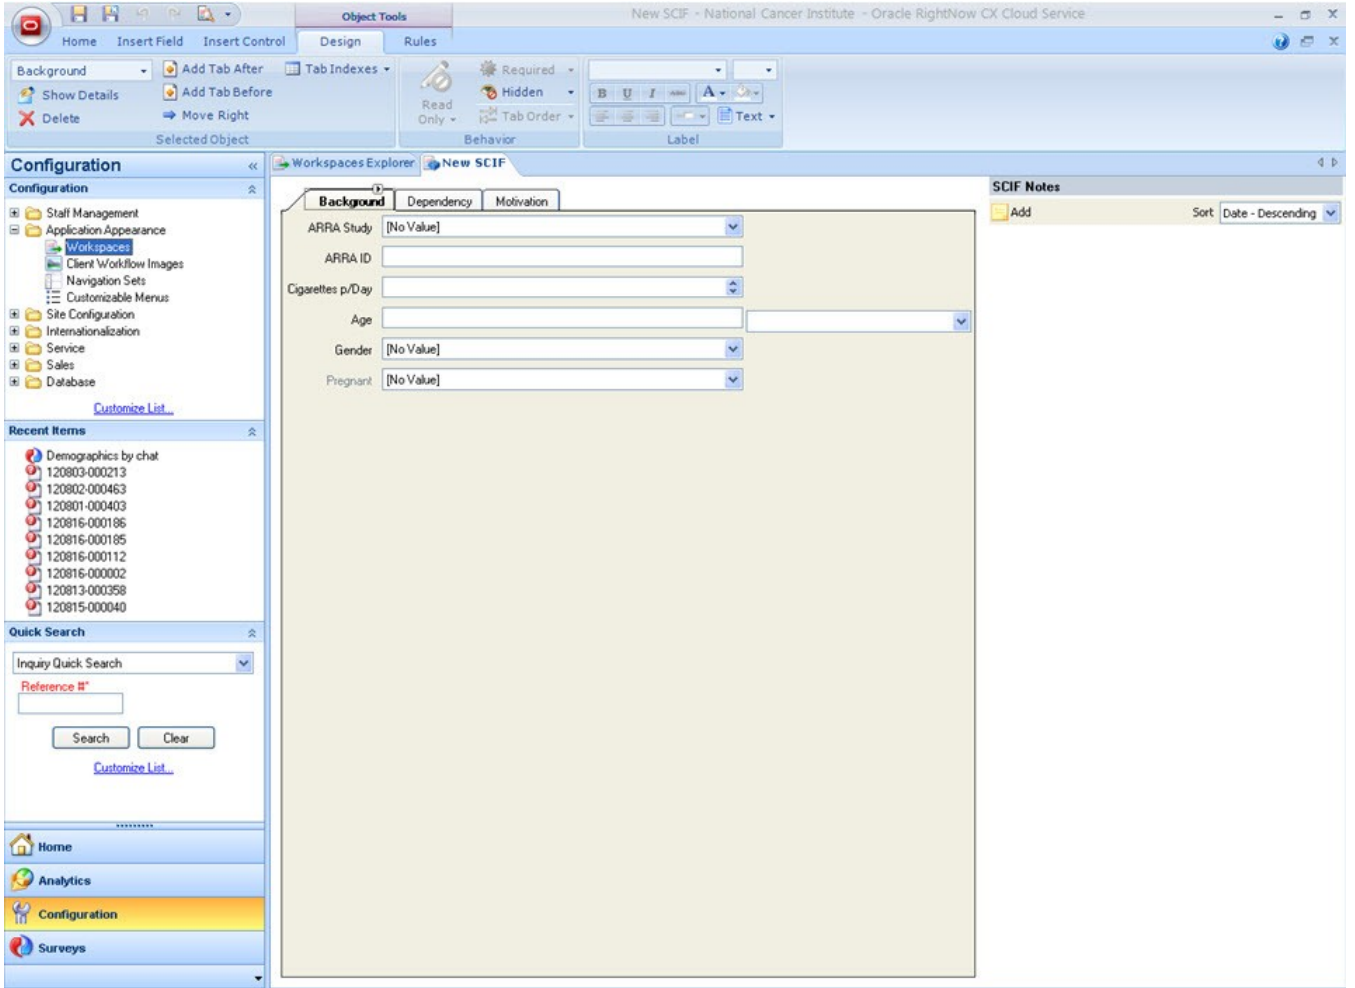 Object Tools
New SCIF - National Cancer Institute - Oracle RightNow CX Cloud Service
Home Insert Field Insert Control Design Rules
Background Add Tab After Tab Indexes Required
Show Details Add Tab Before Read Only Hidden B U I abc A
Delete Move Right Tab Order Text
Selected Object Behavior Label
Configuration
Workspaces Explorer New SCIF
Configuration
Staff Management
Application Appearance
Workspaces
Client Workflow Images
Navigation Sets
Customizable Menus
Site Configuration
Internationalization
Service
Sales
Database
Customize List...
Recent Items
Demographics by chat
120803-000213
120802-000463
120801-000403
120816-000186
120816-000185
120816-000112
120816-000002
120813-000358
120815-000040
Quick Search
Inquiry Quick Search
Reference #*
Search Clear
Customize List...
Home
Analytics
Configuration
Surveys
Background Dependency Motivation
ARRA Study [No Value]
ARRA ID
Cigarettes p/Day
Age
Gender [No Value]
Pregnant [No Value]
SCIF Notes
Add Sort Date - Descending